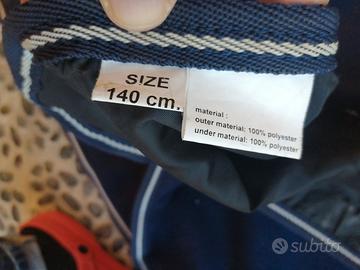 SIZE
140 cm.
material :
outer material: 100% polyester
under material: 100% polyester
subito